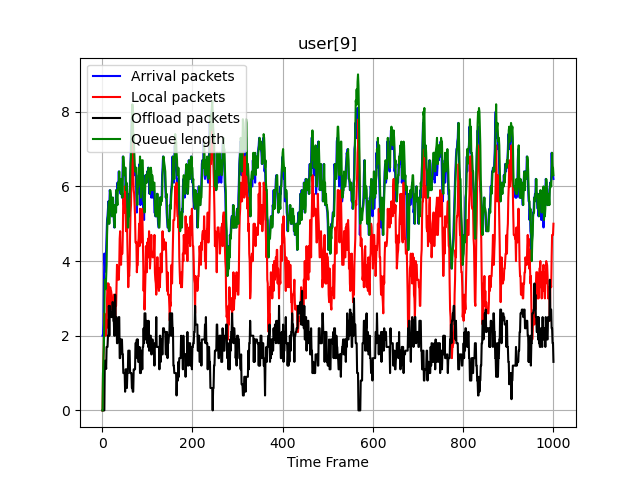 user[9]
Arrival packets
Local packets
Offload packets
Queue length
8
6
4
2
0
0 200 400 600 800 1000
Time Frame